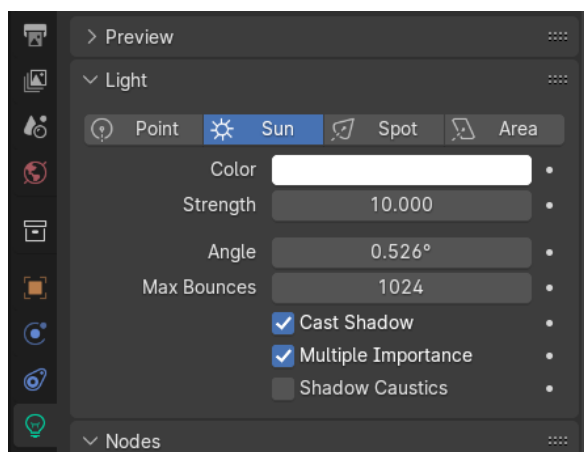 Preview
Light
Point Sun Spot Area
Color
Strength 10.000
Angle 0.526°
Max Bounces 1024
Cast Shadow
Multiple Importance
Shadow Caustics
Nodes